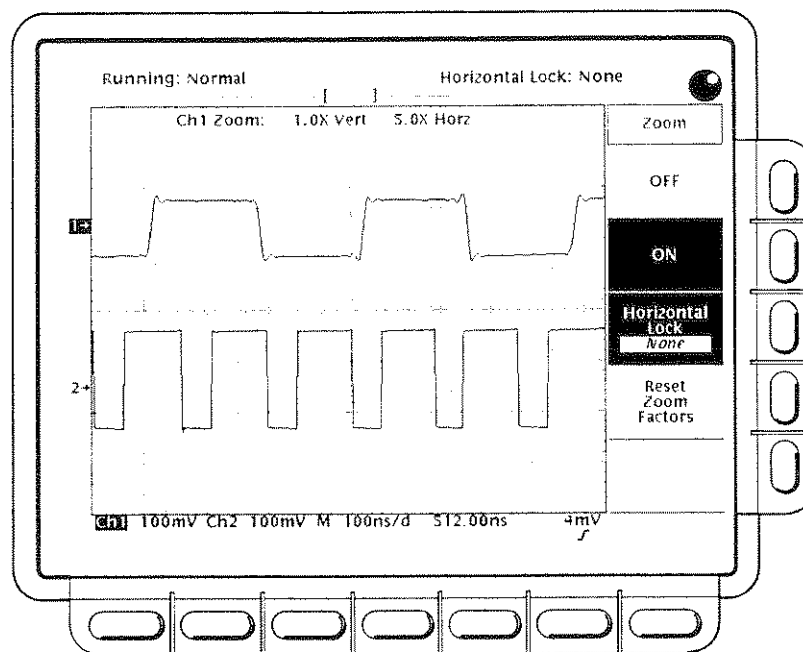 Running: Normal Horizontal Lock: None
[ ]
Ch1 Zoom: 1.0X Vert 5.0X Horz
Zoom
OFF
1→
ON
Horizontal
Lock
None
2→
Reset
Zoom
Factors
Ch1 100mV Ch2 100mV M 100ns/d 512.00ns 4mV